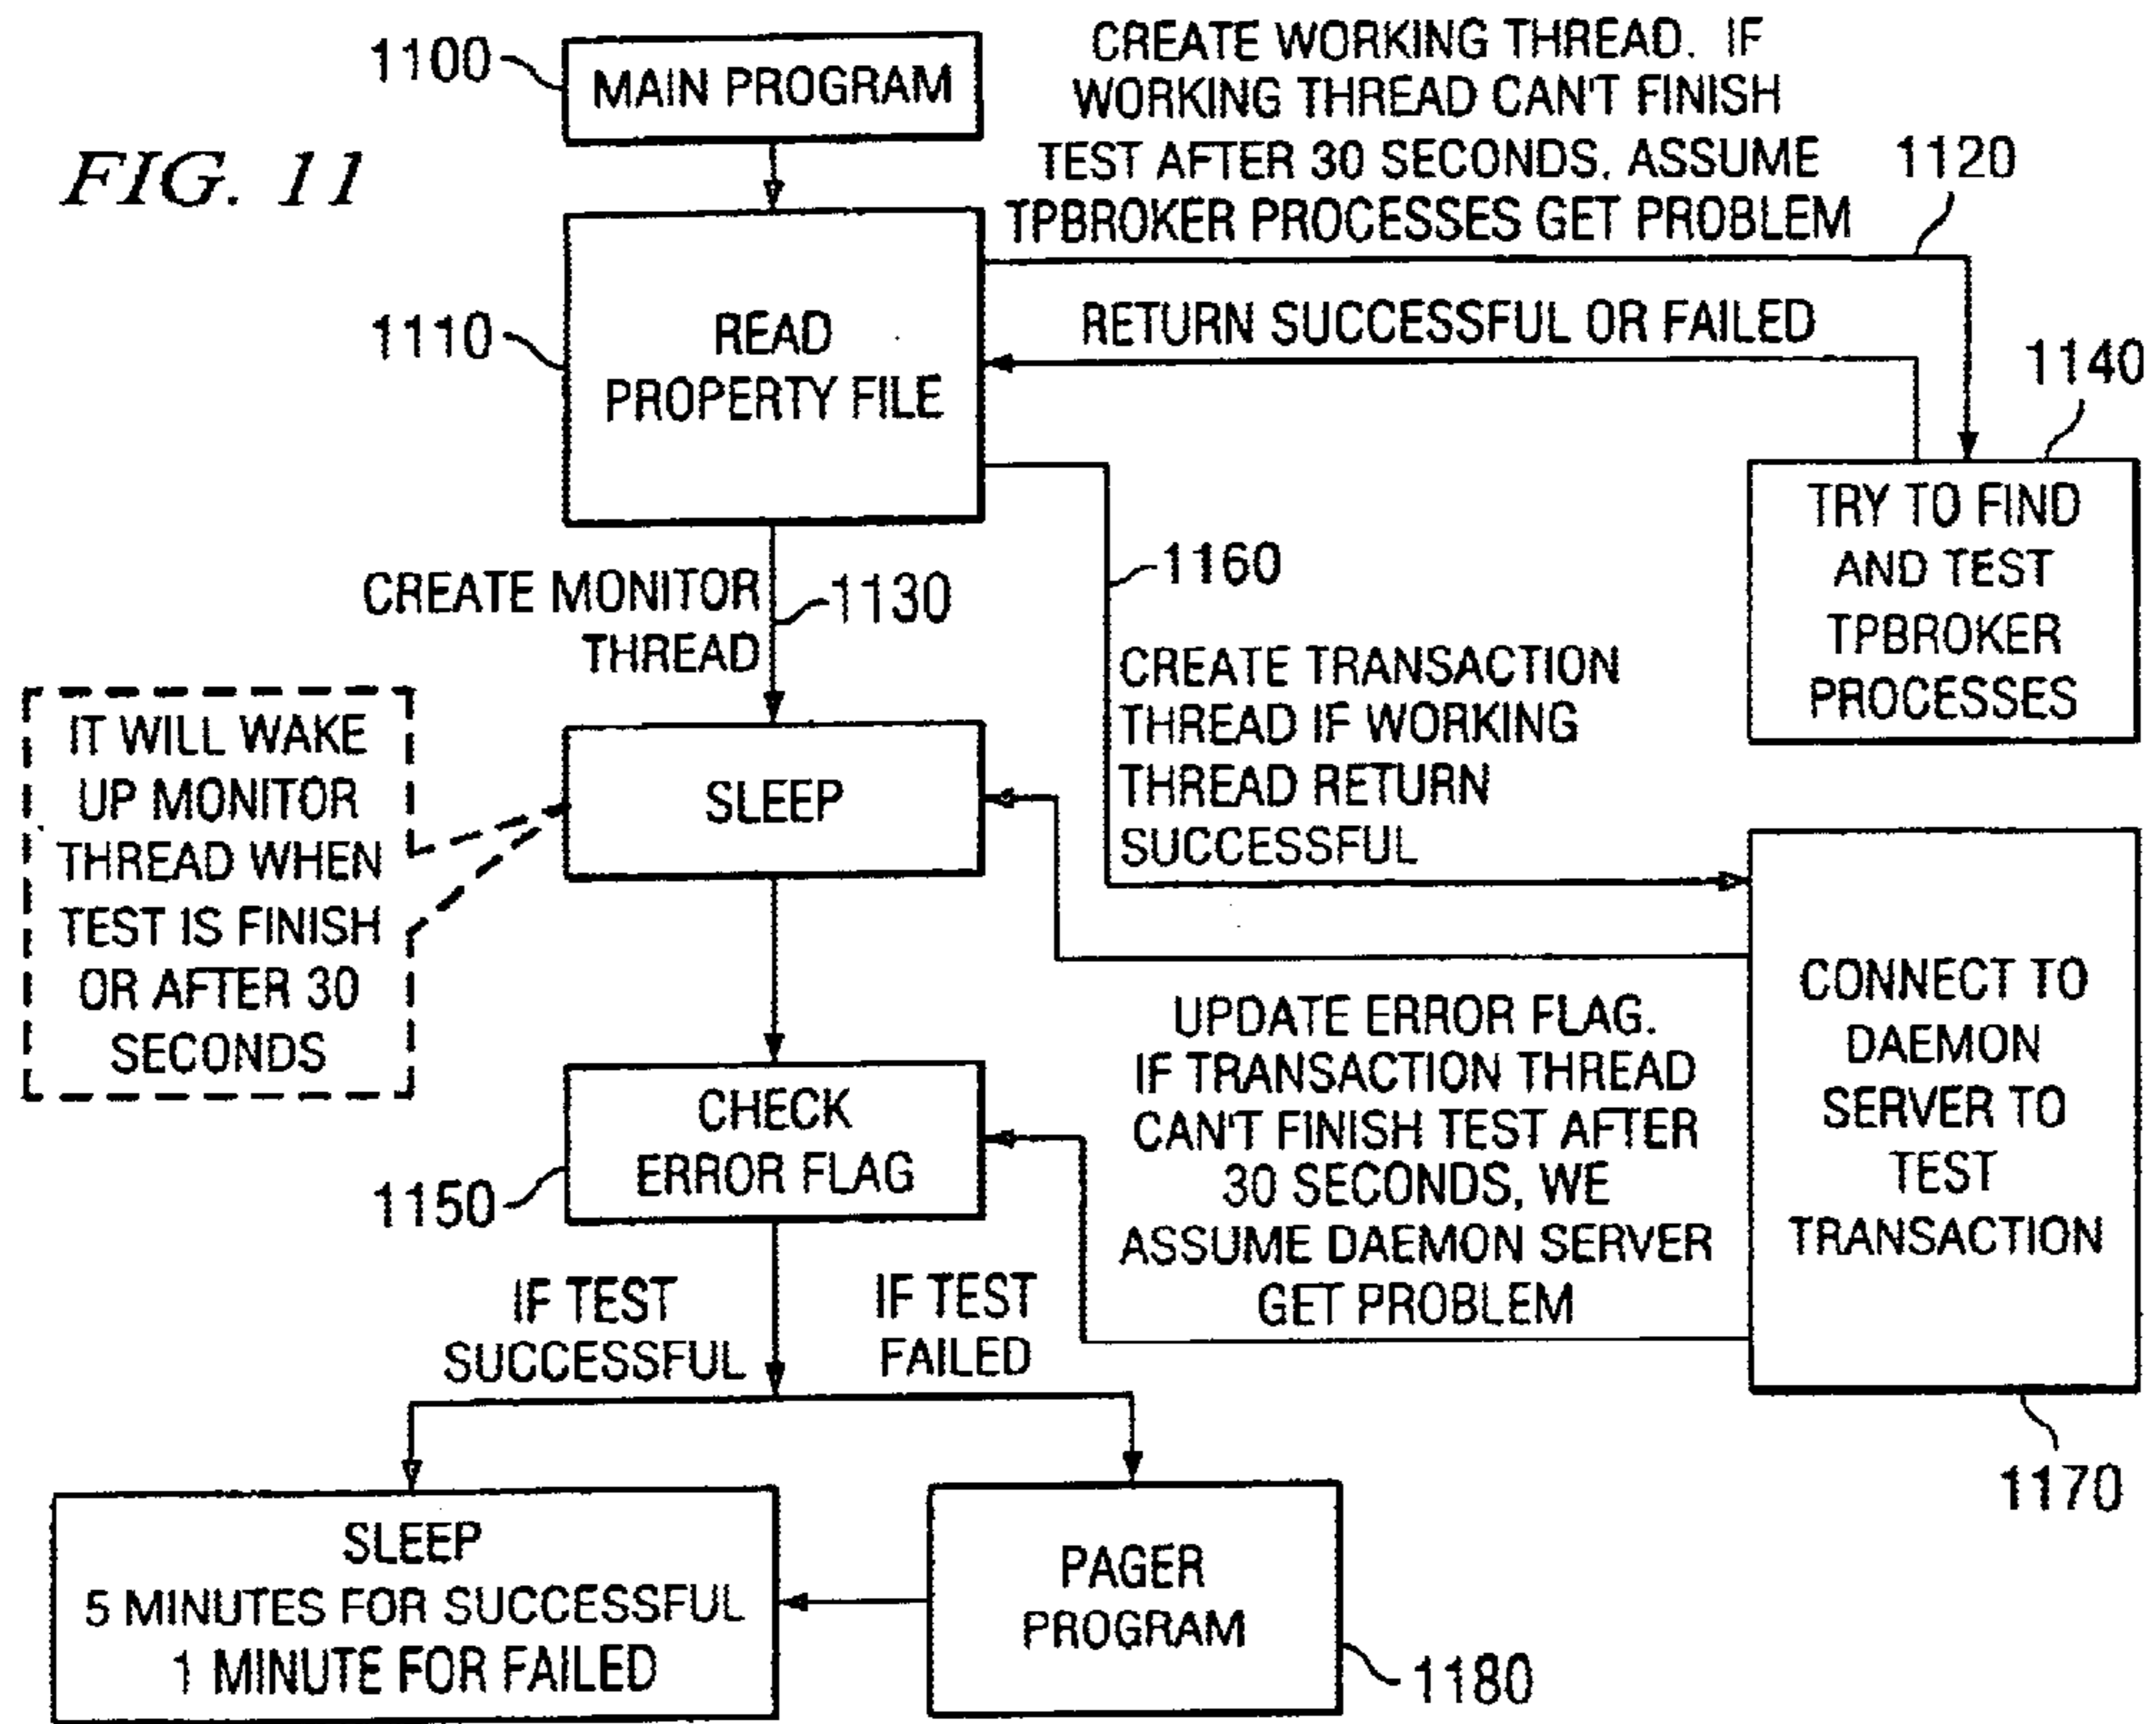 FIG. 11
1100
MAIN PROGRAM
CREATE WORKING THREAD. IF
WORKING THREAD CAN'T FINISH
TEST AFTER 30 SECONDS, ASSUME
TPBROKER PROCESSES GET PROBLEM
1120
1110
READ
PROPERTY FILE
RETURN SUCCESSFUL OR FAILED
1140
TRY TO FIND
AND TEST
TPBROKER
PROCESSES
CREATE MONITOR
THREAD
1130
1160
CREATE TRANSACTION
THREAD IF WORKING
THREAD RETURN
SUCCESSFUL
IT WILL WAKE
UP MONITOR
THREAD WHEN
TEST IS FINISH
OR AFTER 30
SECONDS
SLEEP
CONNECT TO
DAEMON
SERVER TO
TEST
TRANSACTION
1170
UPDATE ERROR FLAG.
IF TRANSACTION THREAD
CAN'T FINISH TEST AFTER
30 SECONDS, WE
ASSUME DAEMON SERVER
GET PROBLEM
CHECK
ERROR FLAG
1150
IF TEST
SUCCESSFUL
IF TEST
FAILED
SLEEP
5 MINUTES FOR SUCCESSFUL
1 MINUTE FOR FAILED
PAGER
PROGRAM
1180